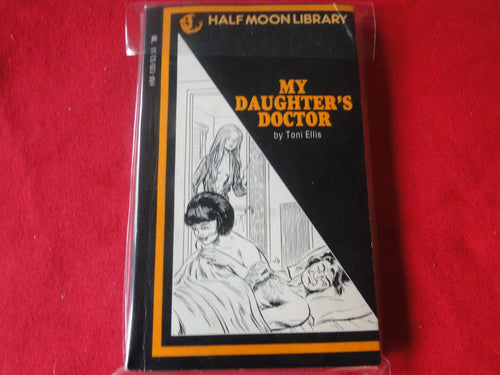 HALF MOON LIBRARY
MY
DAUGHTER'S
DOCTOR
by Toni Ellis